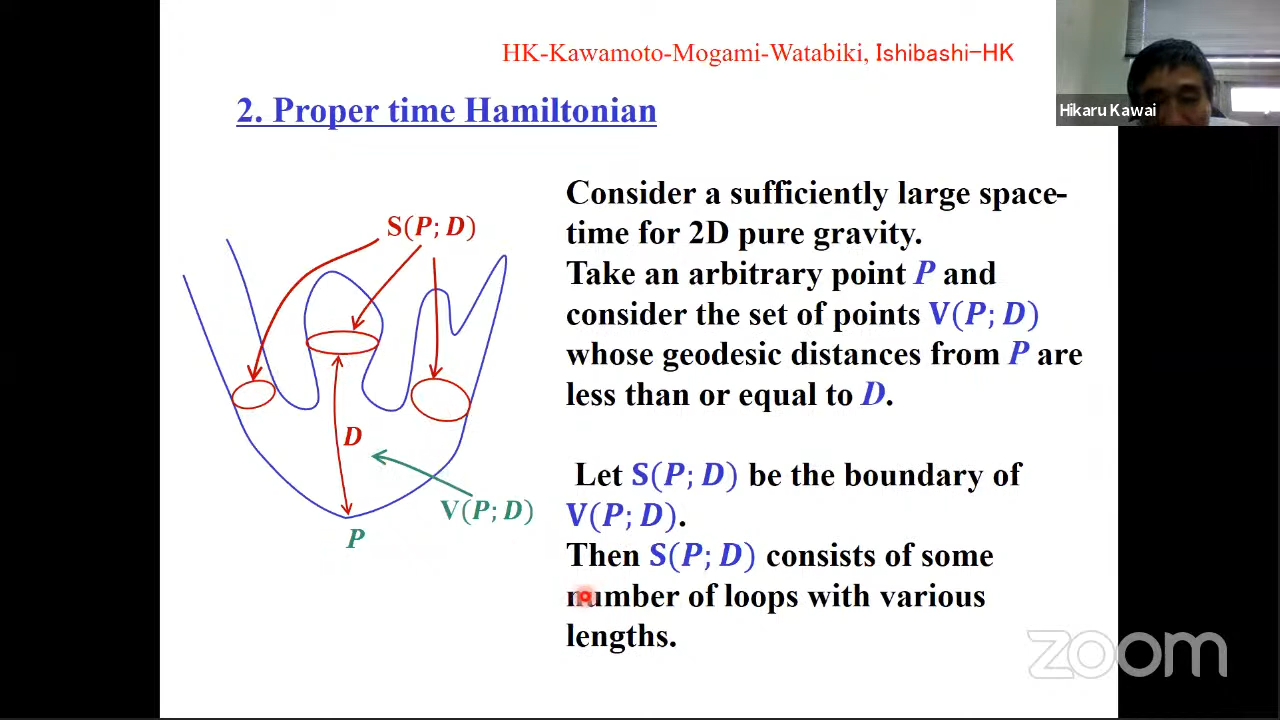 HK-Kawamoto-Mogami-Watabiki, Ishibashi-HK
Hikaru Kawai
2. Proper time Hamiltonian
S(P; D)
D
V(P; D)
P
Consider a sufficiently large space-
time for 2D pure gravity.
Take an arbitrary point P and
consider the set of points V(P; D)
whose geodesic distances from P are
less than or equal to D.
Let S(P; D) be the boundary of
V(P; D).
Then S(P; D) consists of some
number of loops with various
lengths.
zoom